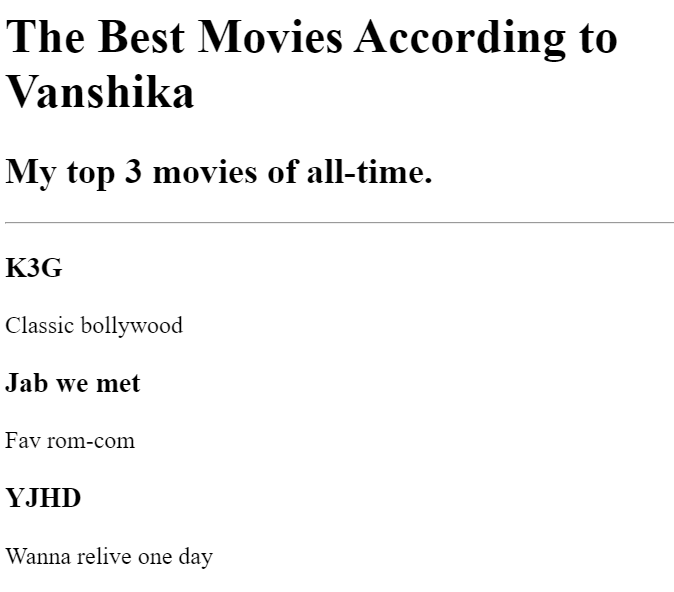 The Best Movies According to
Vanshika
My top 3 movies of all-time.
K3G
Classic bollywood
Jab we met
Fav rom-com
YJHD
Wanna relive one day